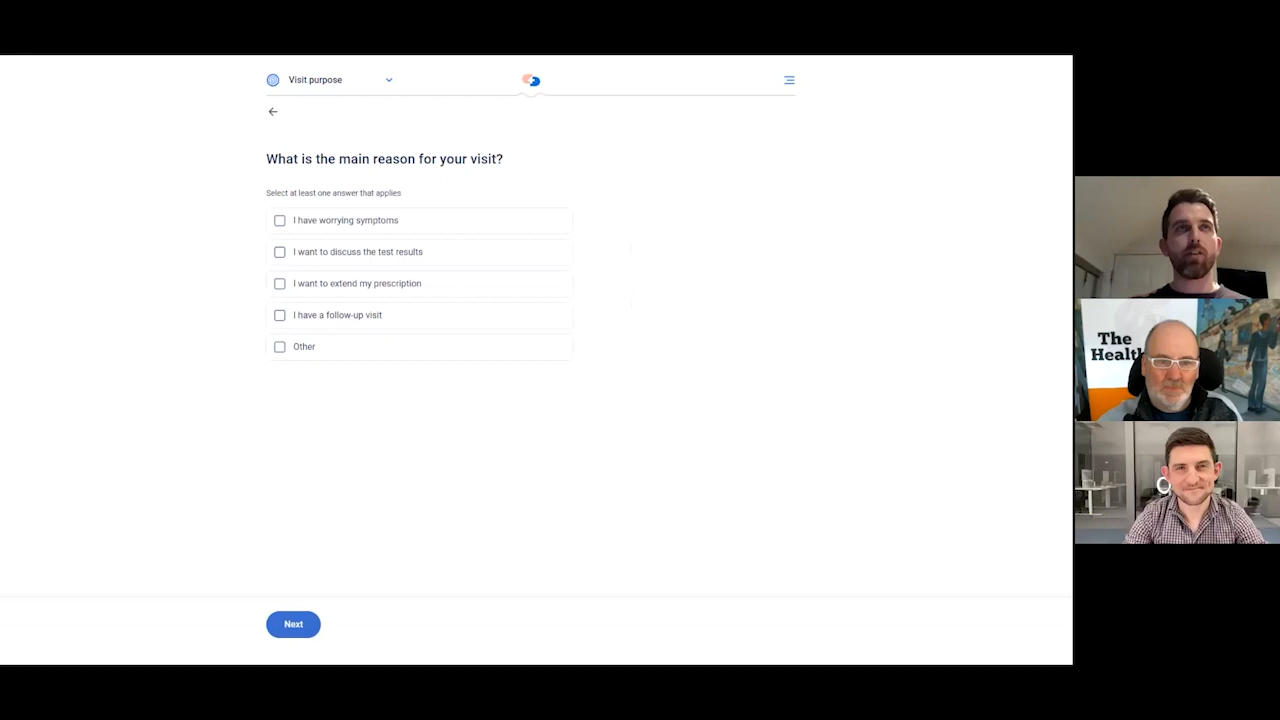 Visit purpose
What is the main reason for your visit?
Select at least one answer that applies
I have worrying symptoms
I want to discuss the test results
I want to extend my prescription
I have a follow-up visit
Other
Next
The
Health